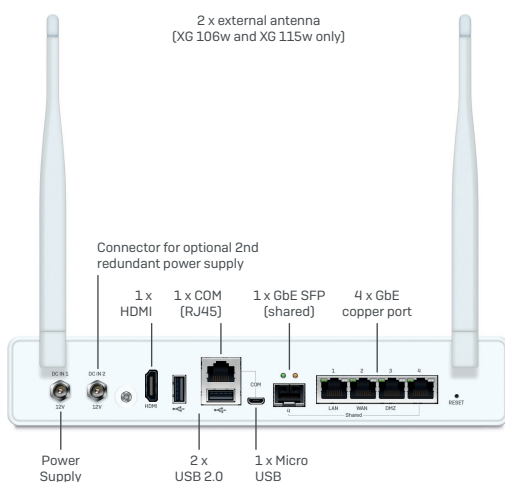 2 x external antenna
(XG 106w and XG 115w only)
Connector for optional 2nd
redundant power supply
1 x
HDMI
1 x COM
(RJ45)
1 x GbE SFP
(shared)
4 x GbE
copper port
DC IN 1
DC IN 2
12V
12V
HDMI
COM
4
1 2 3 4
LAN WAN DMZ
Shared
RESET
Power
Supply
2 x
USB 2.0
1 x Micro
USB